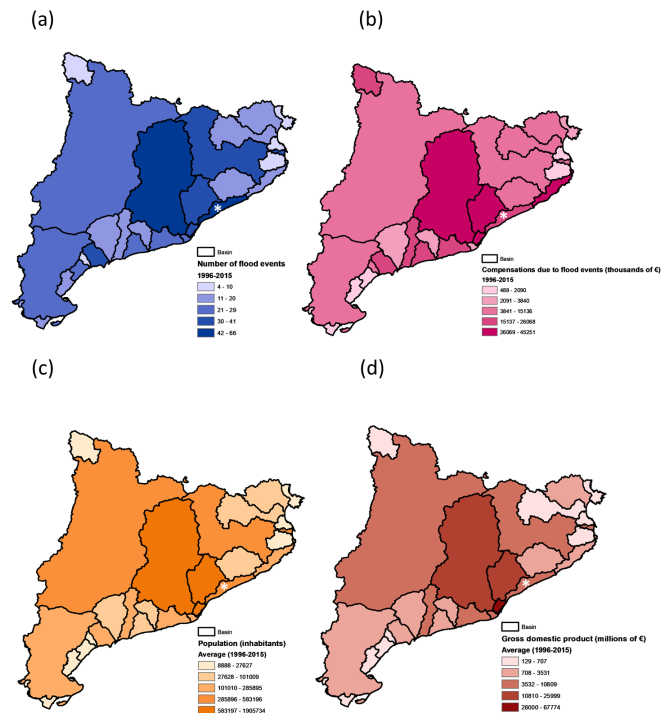 (a)
(b)
*
*
Basin
Number of flood events
1996-2015
4 - 10
11 - 20
21 - 29
30 - 41
42 - 66
Basin
Compensations due to flood events (thousands of €)
1996-2015
488 - 2090
2091 - 3840
3841 - 15136
15137 - 26068
26069 - 45251
(c)
(d)
*
*
Basin
Population (inhabitants)
Average (1996-2015)
8888 - 27627
27628 - 101009
101010 - 285895
285896 - 583196
583197 - 1905734
Basin
Gross domestic product (millions of €)
Average (1996-2015)
129 - 707
708 - 3531
3532 - 10809
10810 - 25999
26000 - 67774